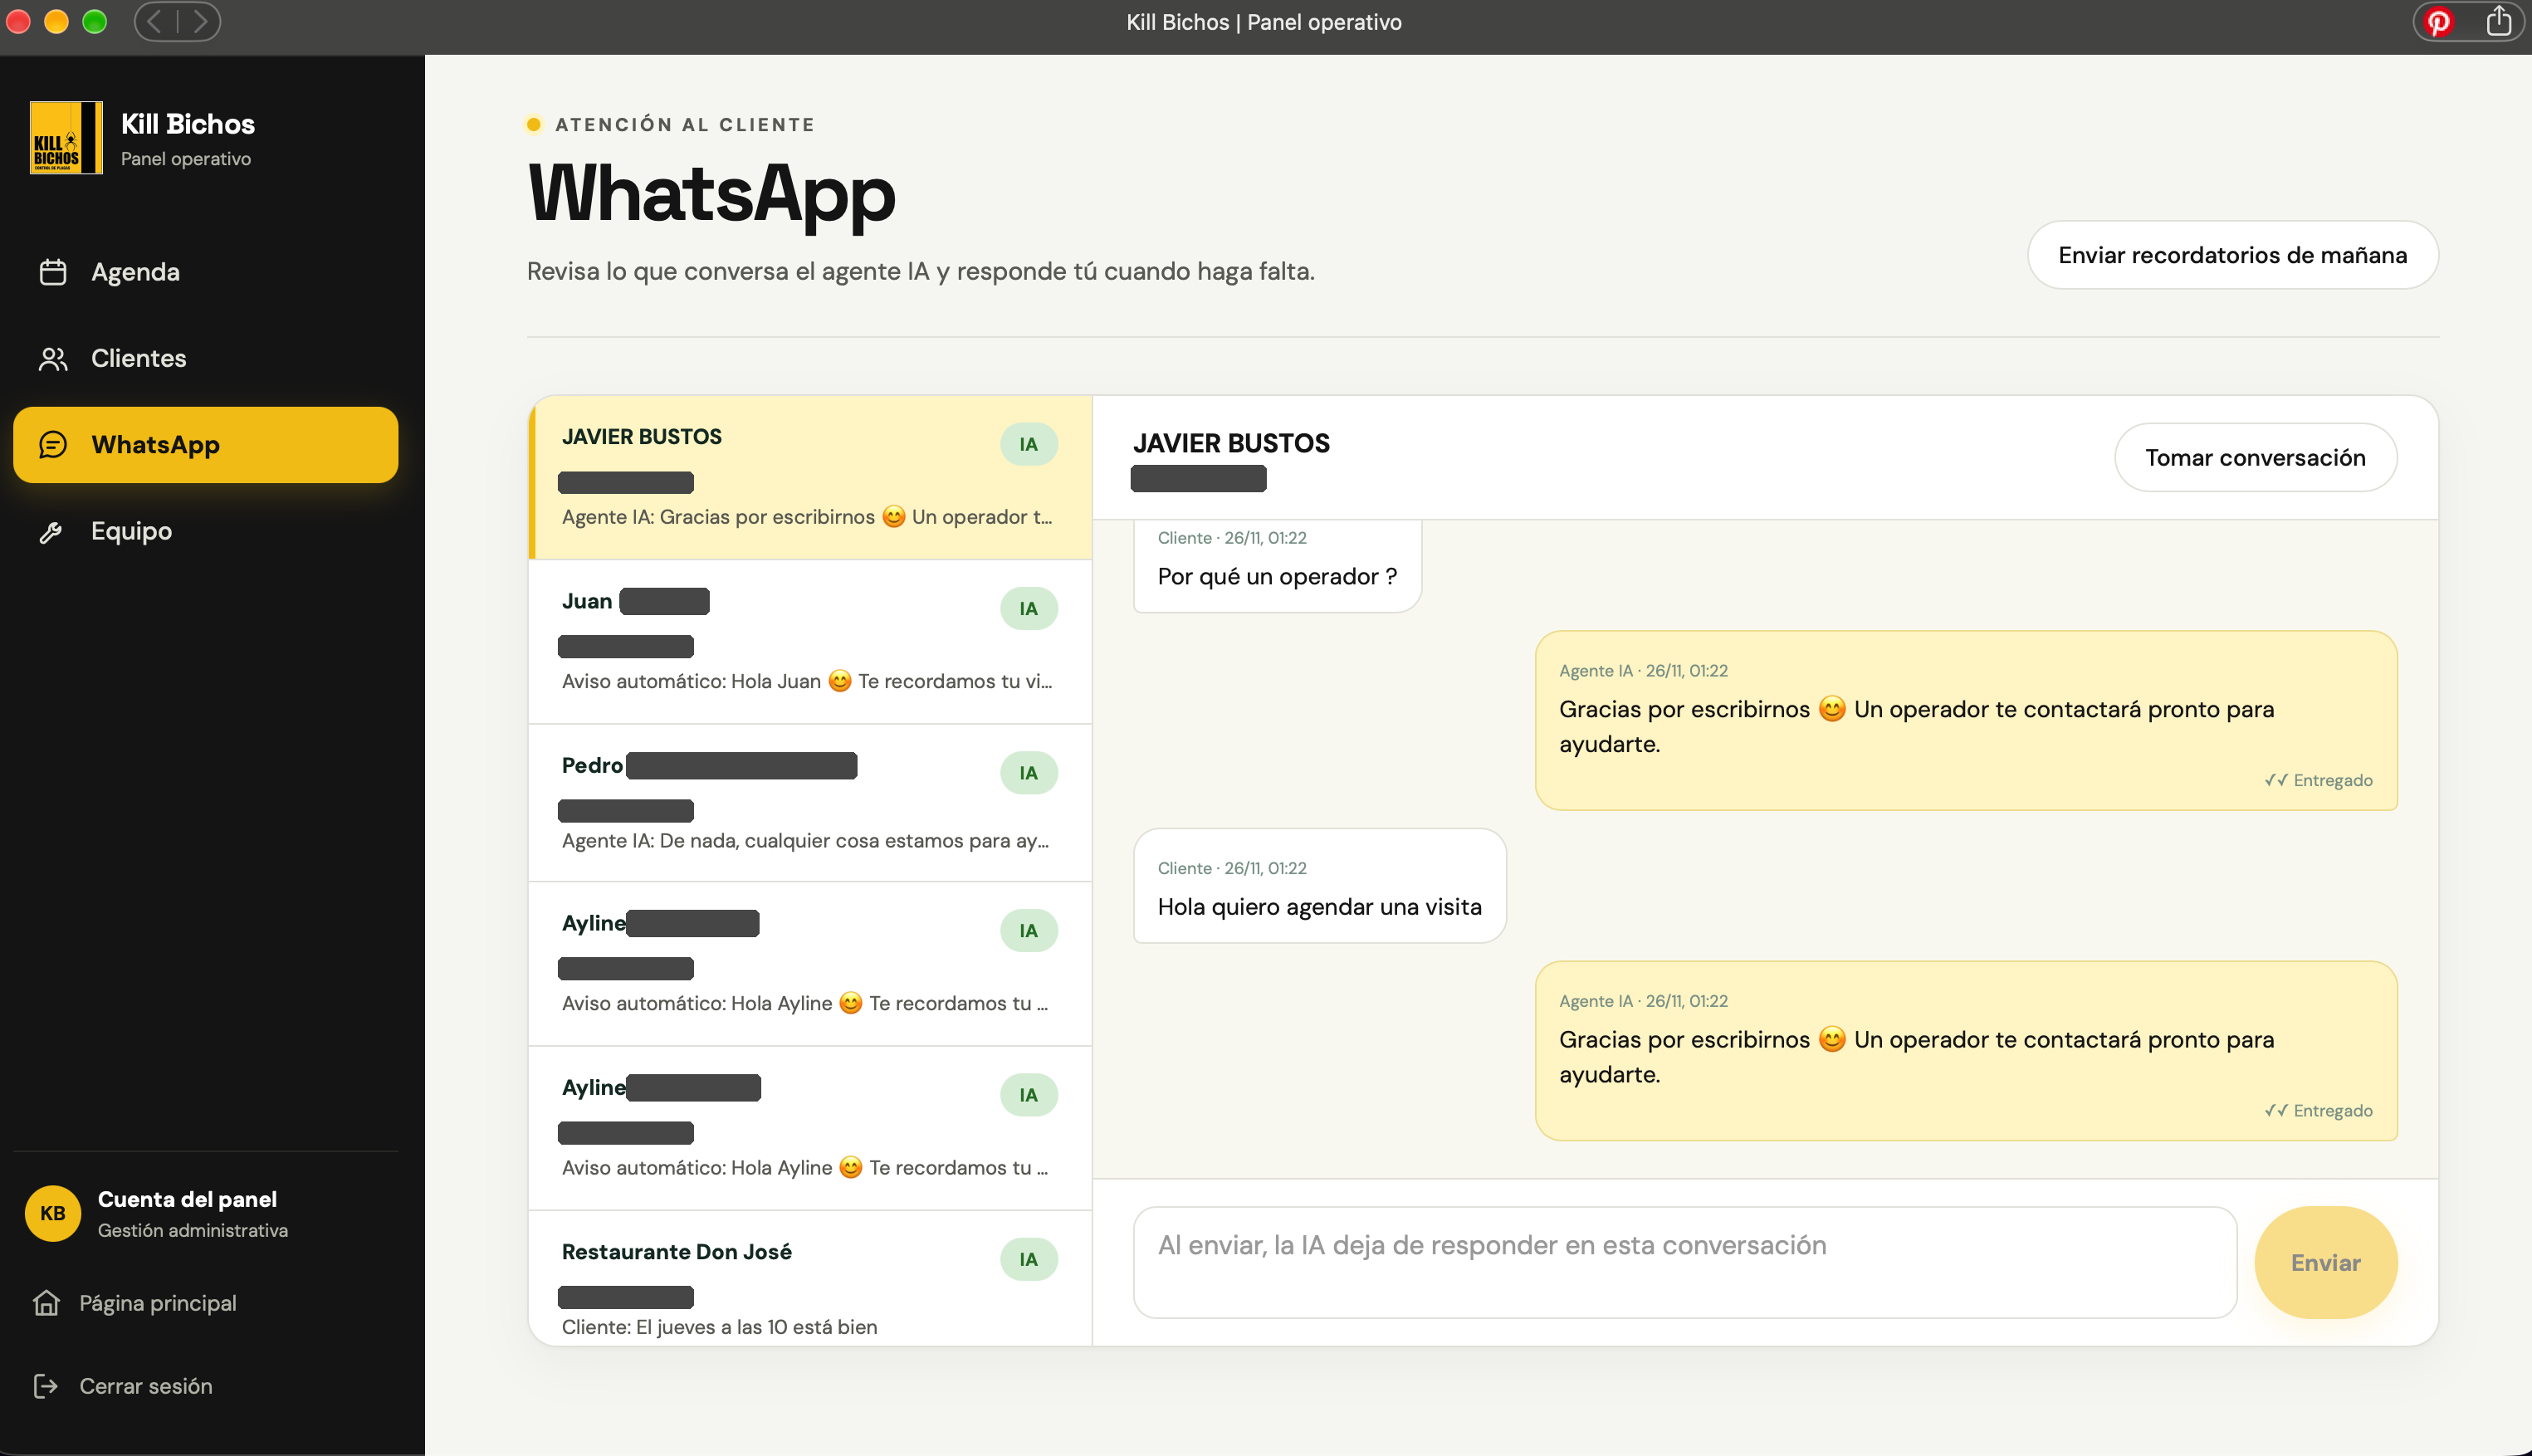 Kill Bichos | Panel operativo
KILL
BICHOS
CONTROL DE PLAGAS
Kill Bichos
Panel operativo
Agenda
Clientes
WhatsApp
Equipo
KB
Cuenta del panel
Gestión administrativa
Página principal
Cerrar sesión
ATENCIÓN AL CLIENTE
WhatsApp
Revisa lo que conversa el agente IA y responde tú cuando haga falta.
Enviar recordatorios de mañana
JAVIER BUSTOS
IA
Agente IA: Gracias por escribirnos 😊 Un operador t...
Juan
IA
Aviso automático: Hola Juan 😊 Te recordamos tu vi...
Pedro
IA
Agente IA: De nada, cualquier cosa estamos para ay...
Ayline
IA
Aviso automático: Hola Ayline 😊 Te recordamos tu ...
Ayline
IA
Aviso automático: Hola Ayline 😊 Te recordamos tu ...
Restaurante Don José
IA
Cliente: El jueves a las 10 está bien
JAVIER BUSTOS
Tomar conversación
Cliente · 26/11, 01:22
Por qué un operador ?
Agente IA · 26/11, 01:22
Gracias por escribirnos 😊 Un operador te contactará pronto para
ayudarte.
✓✓ Entregado
Cliente · 26/11, 01:22
Hola quiero agendar una visita
Agente IA · 26/11, 01:22
Gracias por escribirnos 😊 Un operador te contactará pronto para
ayudarte.
✓✓ Entregado
Al enviar, la IA deja de responder en esta conversación
Enviar